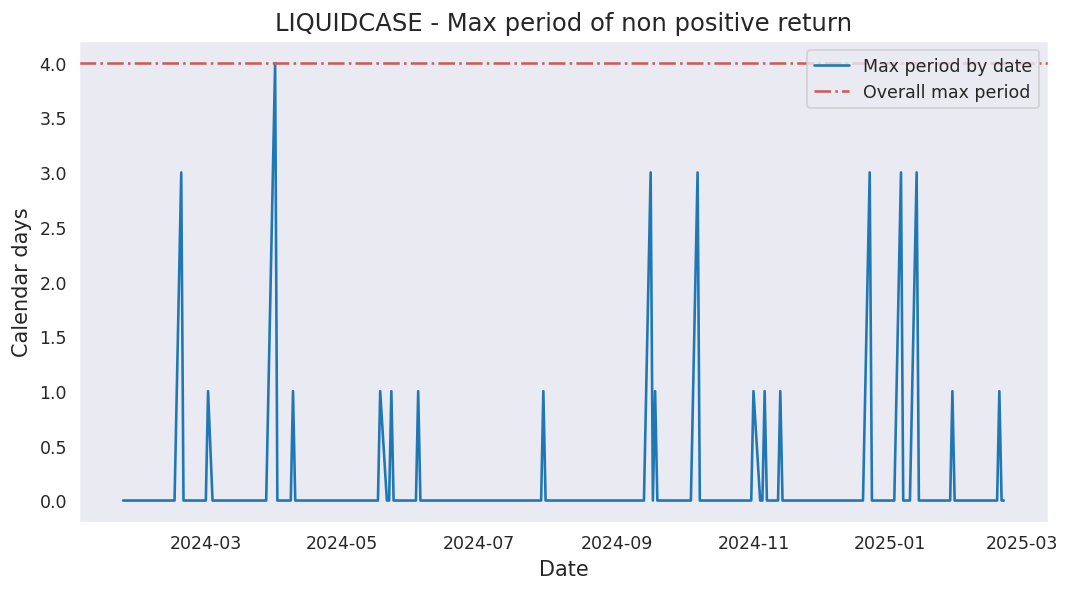 LIQUIDCASE - Max period of non positive return
Max period by date
Overall max period
Calendar days
4.0
3.5
3.0
2.5
2.0
1.5
1.0
0.5
0.0
2024-03 2024-05 2024-07 2024-09 2024-11 2025-01 2025-03
Date